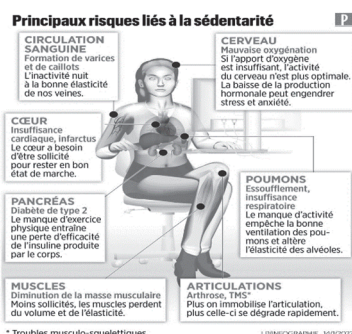 Principaux risques liés à la sédentarité
P
CIRCULATION
SANGUINE
Formation de varices
et de caillots
L'inactivité nuit
à la bonne élasticité
de nos veines.
CERVEAU
Mauvaise oxygénation
Si l'apport d'oxygène
est insuffisant, l'activité
du cerveau n'est plus optimale.
La baisse de la production
hormonale peut engendrer
stress et anxiété.
CŒUR
Insuffisance
cardiaque, infarctus
Le cœur a besoin
d'être sollicité
pour rester en bon
état de marche.
PANCRÉAS
Diabète de type 2
Le manque d'exercice
physique entraîne
une perte d'efficacité
de l'insuline produite
par le corps.
POUMONS
Essoufflement,
insuffisance
respiratoire
Le manque d'activité
empêche la bonne
ventilation des pou-
mons et altère
l'élasticité des alvéoles.
MUSCLES
Diminution de la masse musculaire
Moins sollicités, les muscles perdent
du volume et de l'élasticité.
ARTICULATIONS
Arthrose, TMS*
Plus on immobilise l'articulation,
plus celle-ci se dégrade rapidement.
* Troubles musculo-squelettiques